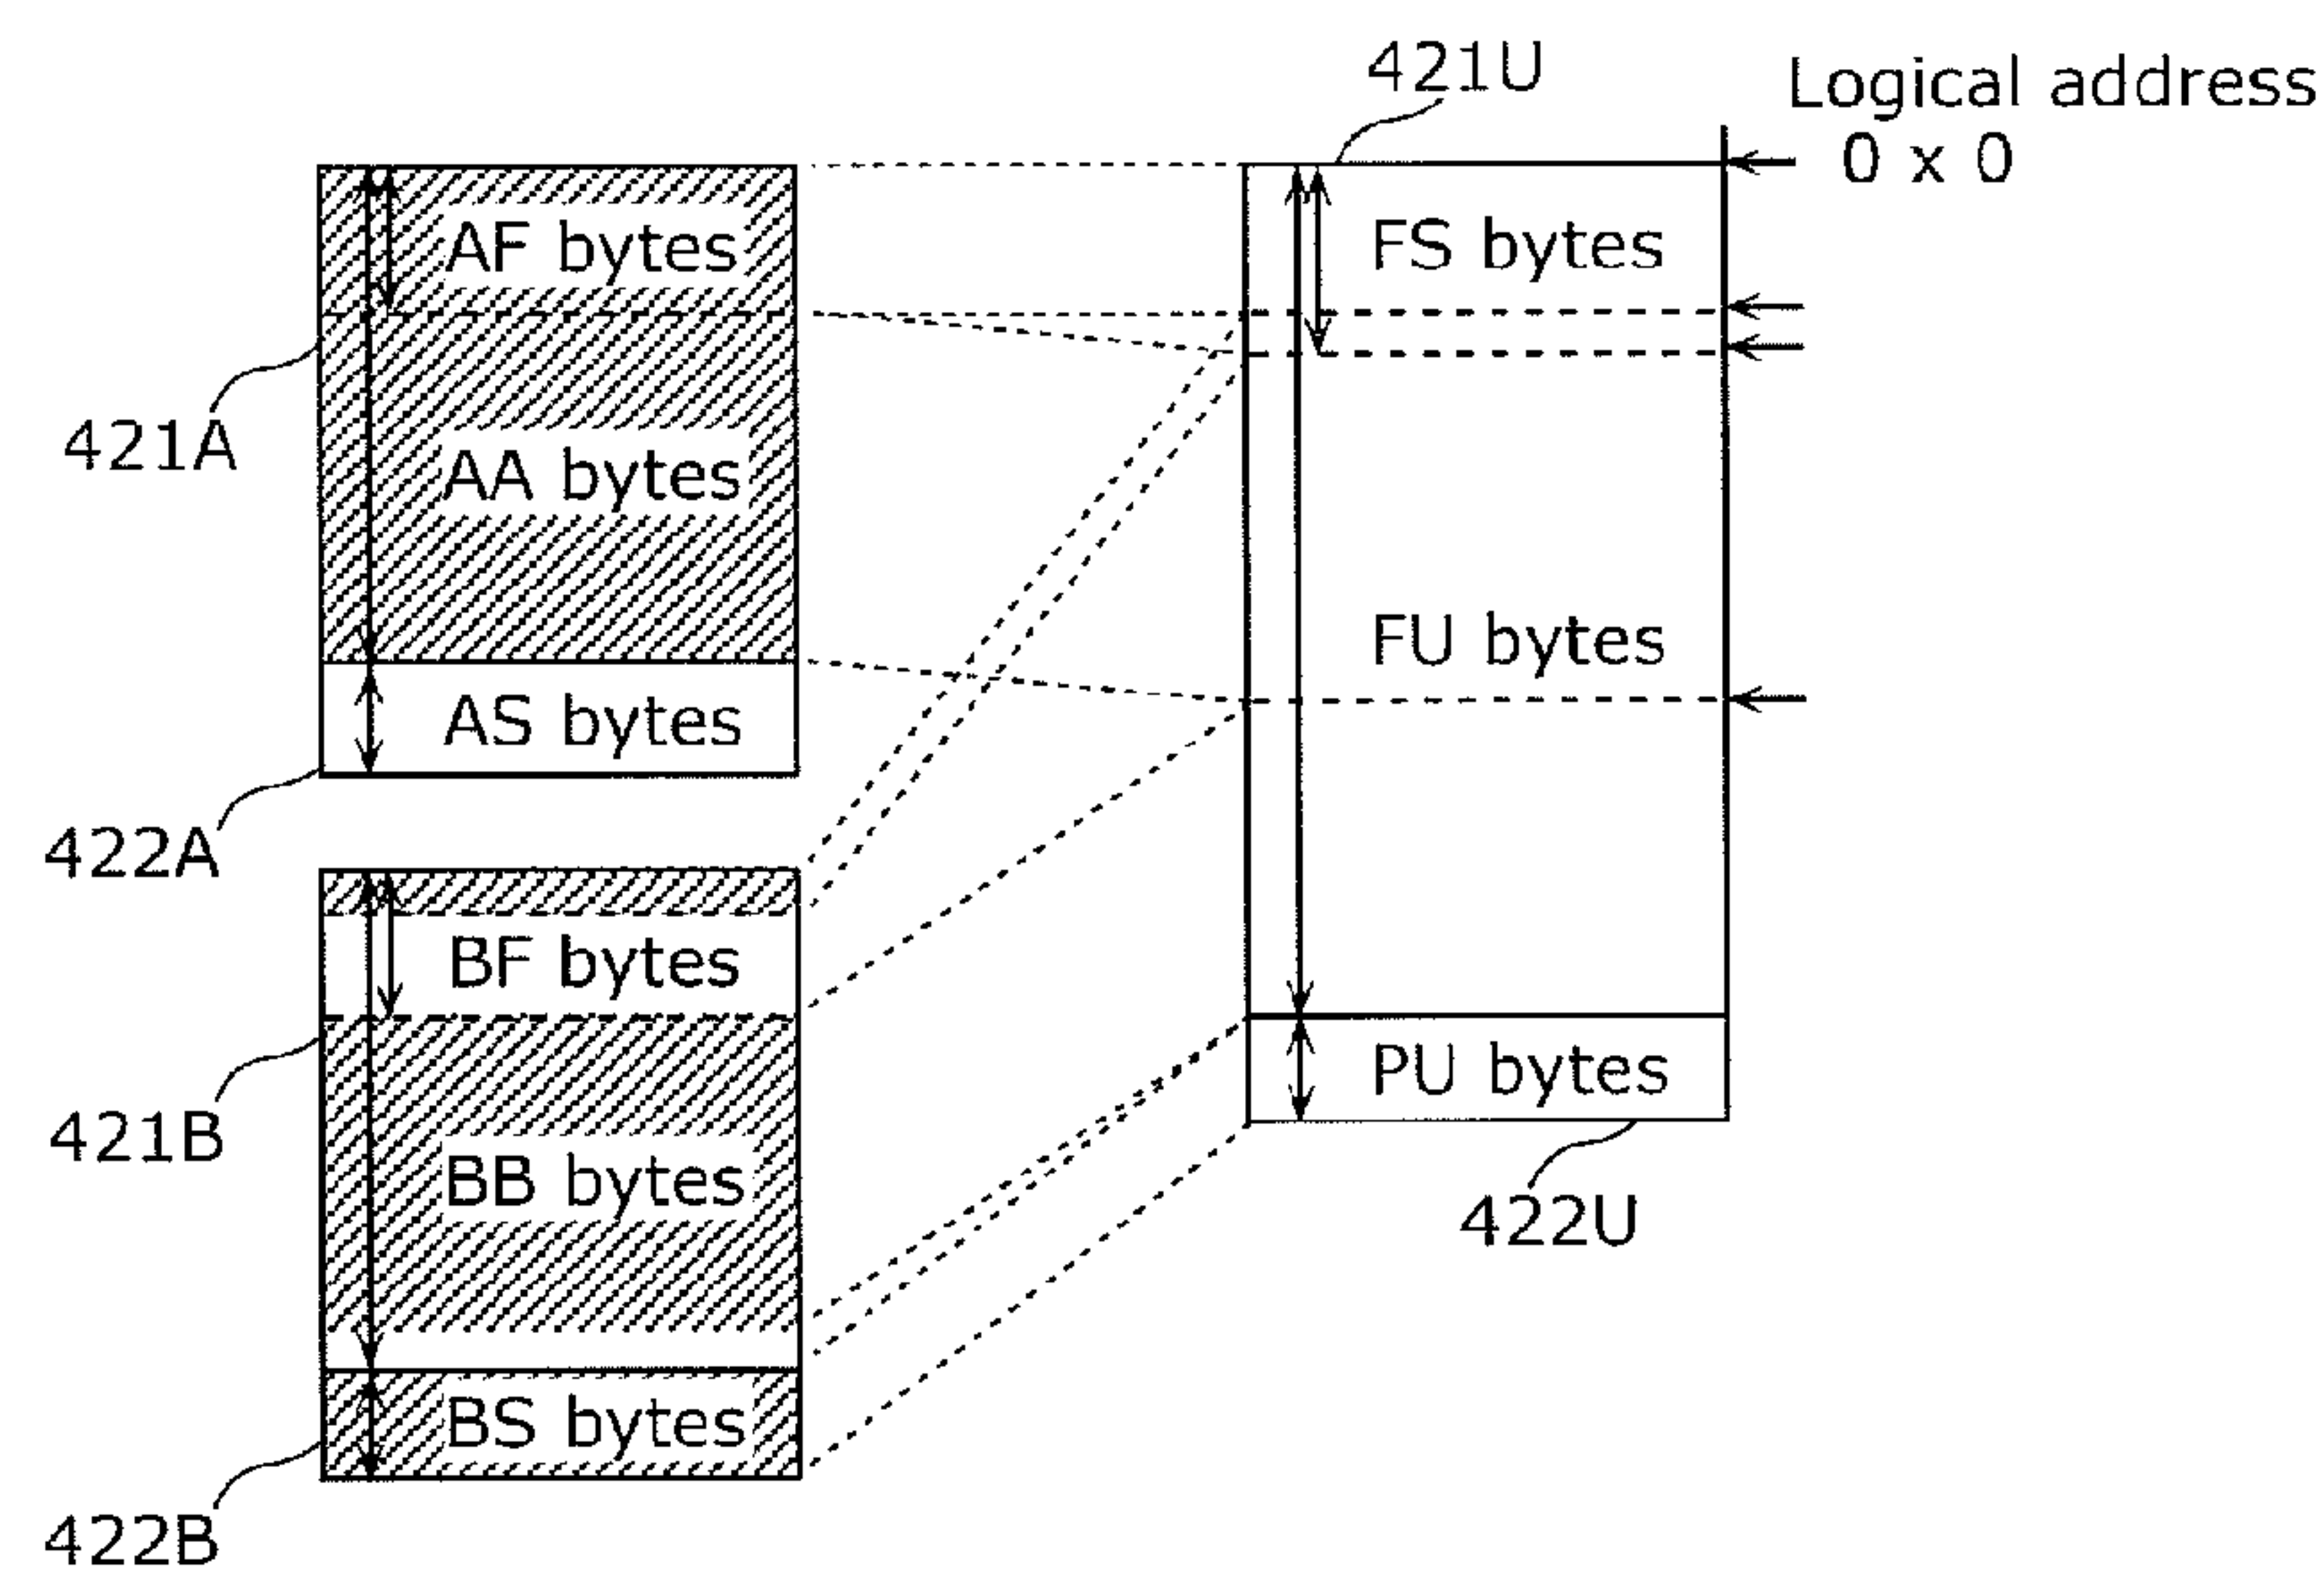 421U
Logical address
0 x 0
AF bytes
FS bytes
421A
AA bytes
FU bytes
AS bytes
422A
BF bytes
PU bytes
421B
BB bytes
422U
BS bytes
422B